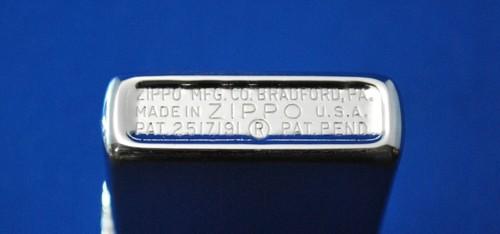 ZIPPO MFG. CO. BRADFORD, PA.
MADE IN ZIPPO U.S.A.
PAT. 2517191 ® PAT. PEND.